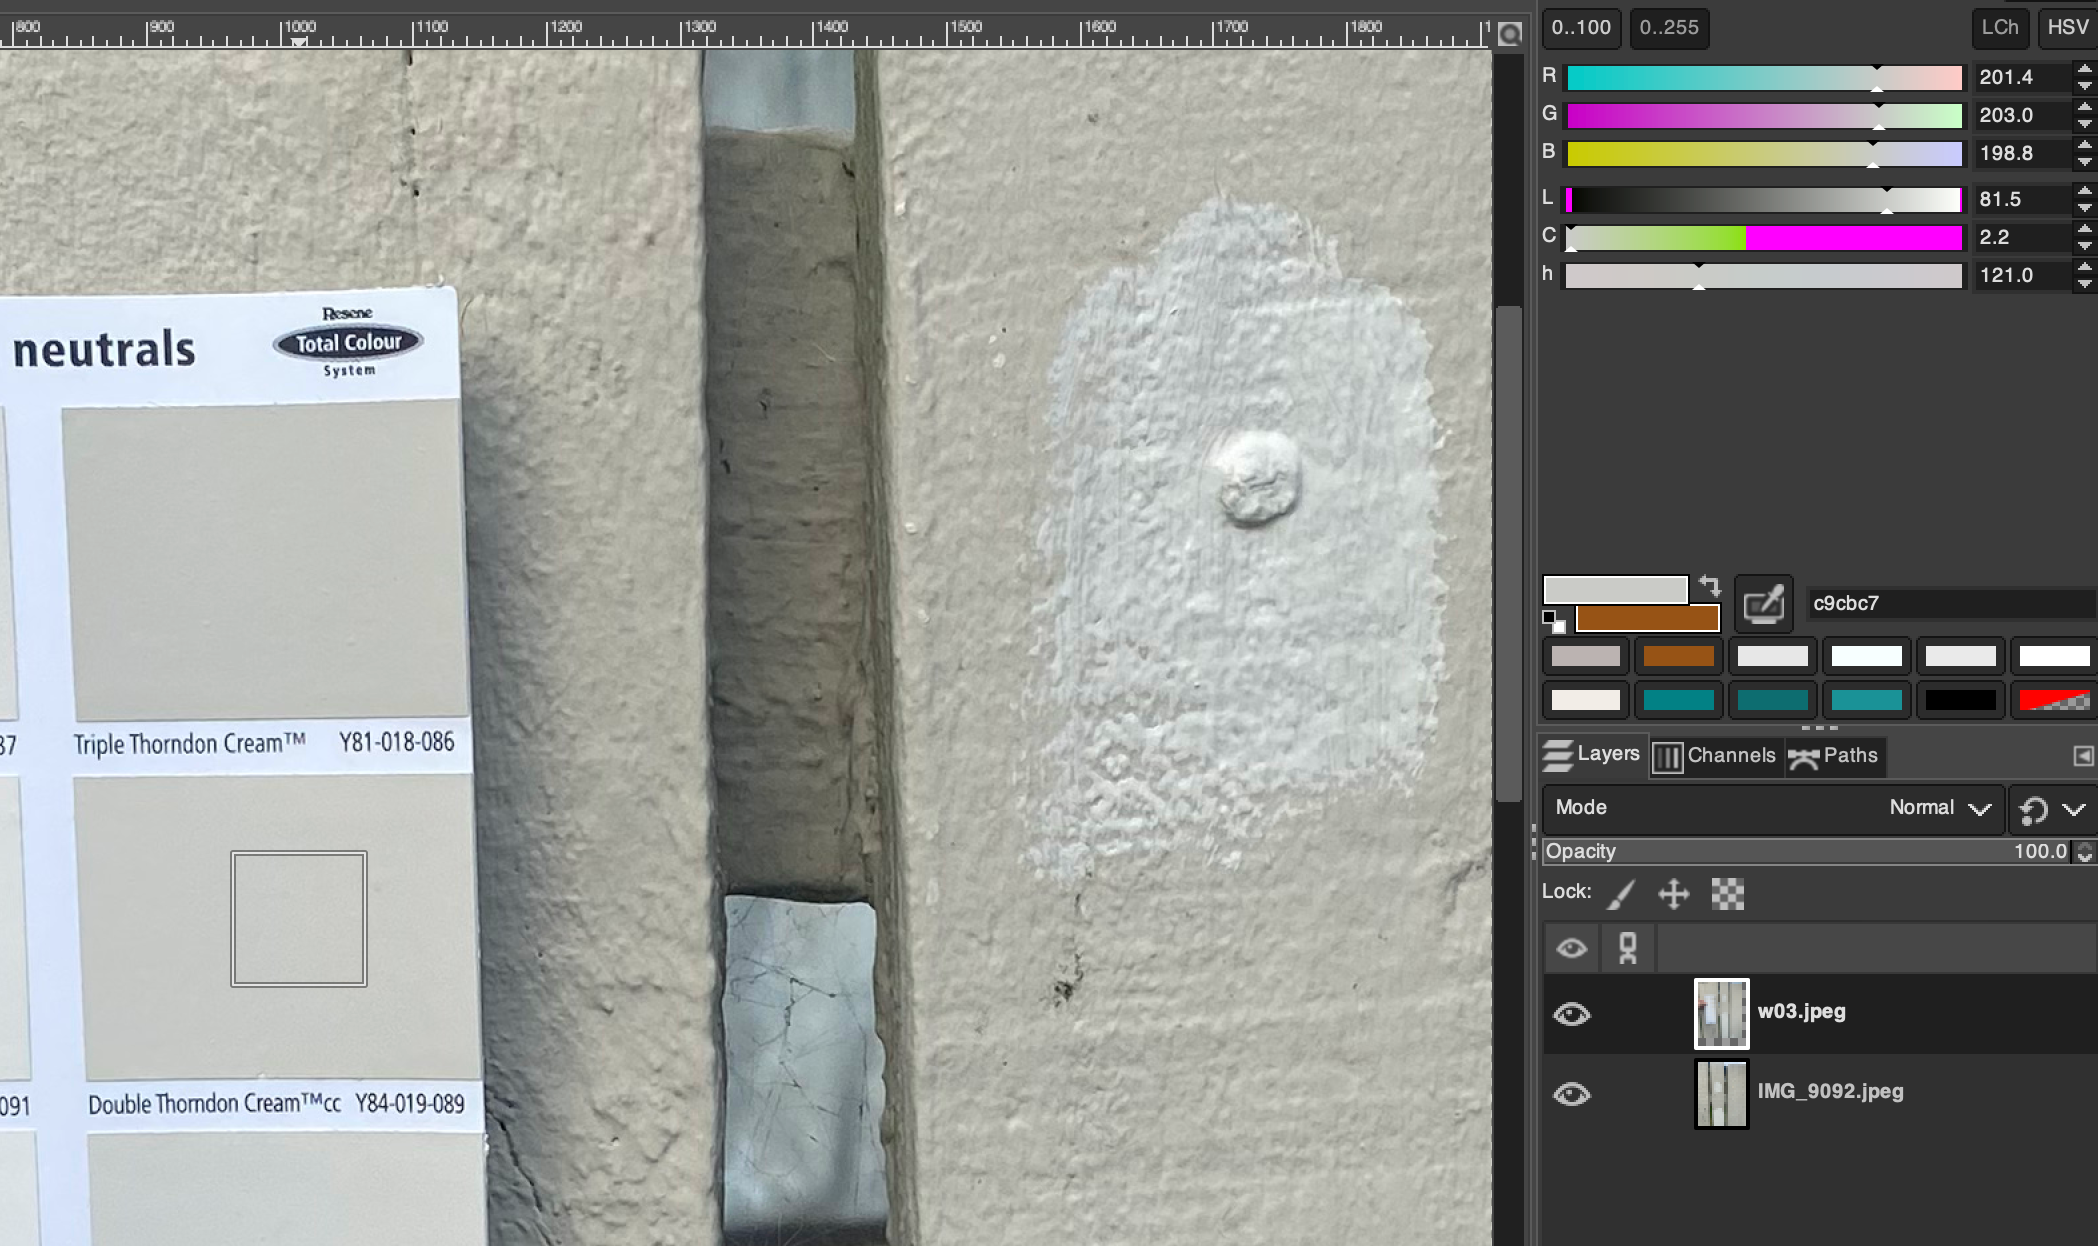 800 900 1000 1100 1200 1300 1400 1500 1600 1700 1800 1
0..100 0..255 LCh HSV
R 201.4
G 203.0
B 198.8
L 81.5
C 2.2
h 121.0
neutrals
Resene
Total Colour
System
37 Triple Thorndon Cream™ Y81-018-086
091 Double Thorndon Cream™cc Y84-019-089
c9cbc7
Layers Channels Paths
Mode Normal
Opacity 100.0
Lock:
w03.jpeg
IMG_9092.jpeg